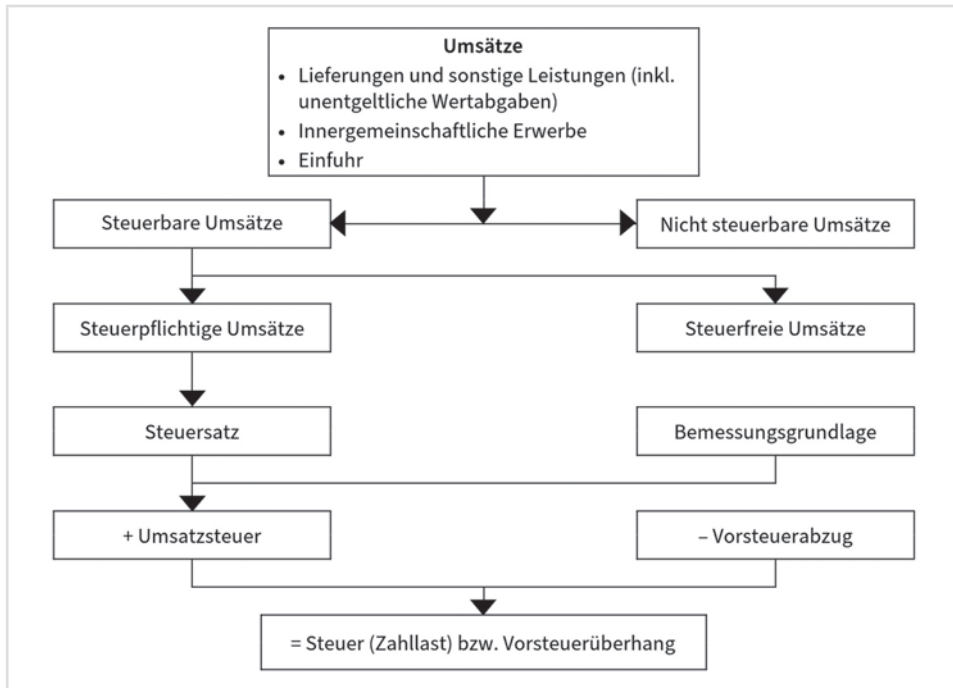 Umsätze
• Lieferungen und sonstige Leistungen (inkl.
unentgeltliche Wertabgaben)
• Innergemeinschaftliche Erwerbe
• Einfuhr
Steuerbare Umsätze
Nicht steuerbare Umsätze
Steuerpflichtige Umsätze
Steuerfreie Umsätze
Steuersatz
Bemessungsgrundlage
+ Umsatzsteuer
– Vorsteuerabzug
= Steuer (Zahllast) bzw. Vorsteuerüberhang